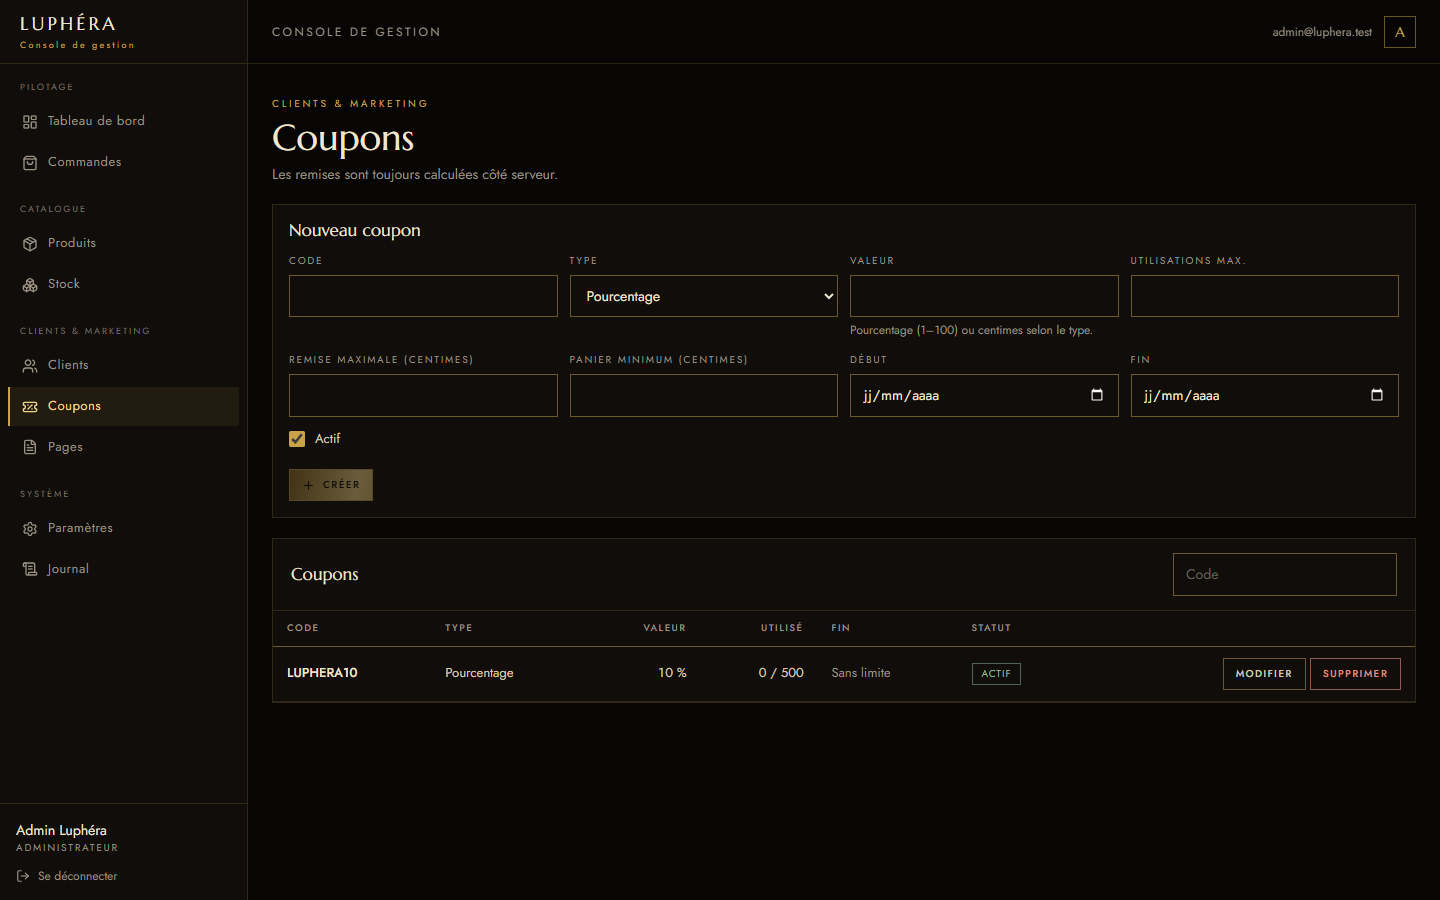 LUPHÉRA
Console de gestion
CONSOLE DE GESTION
admin@luphera.test
A
PILOTAGE
Tableau de bord
Commandes
CATALOGUE
Produits
Stock
CLIENTS & MARKETING
Clients
Coupons
Pages
SYSTÈME
Paramètres
Journal
Admin Luphéra
ADMINISTRATEUR
Se déconnecter
CLIENTS & MARKETING
Coupons
Les remises sont toujours calculées côté serveur.
Nouveau coupon
CODE
TYPE
VALEUR
UTILISATIONS MAX.
Pourcentage
Pourcentage (1–100) ou centimes selon le type.
REMISE MAXIMALE (CENTIMES)
PANIER MINIMUM (CENTIMES)
DÉBUT
FIN
jj/mm/aaaa
jj/mm/aaaa
Actif
CRÉER
Coupons
Code
CODE TYPE VALEUR UTILISÉ FIN STATUT
LUPHERA10 Pourcentage 10 % 0 / 500 Sans limite ACTIF MODIFIER SUPPRIMER